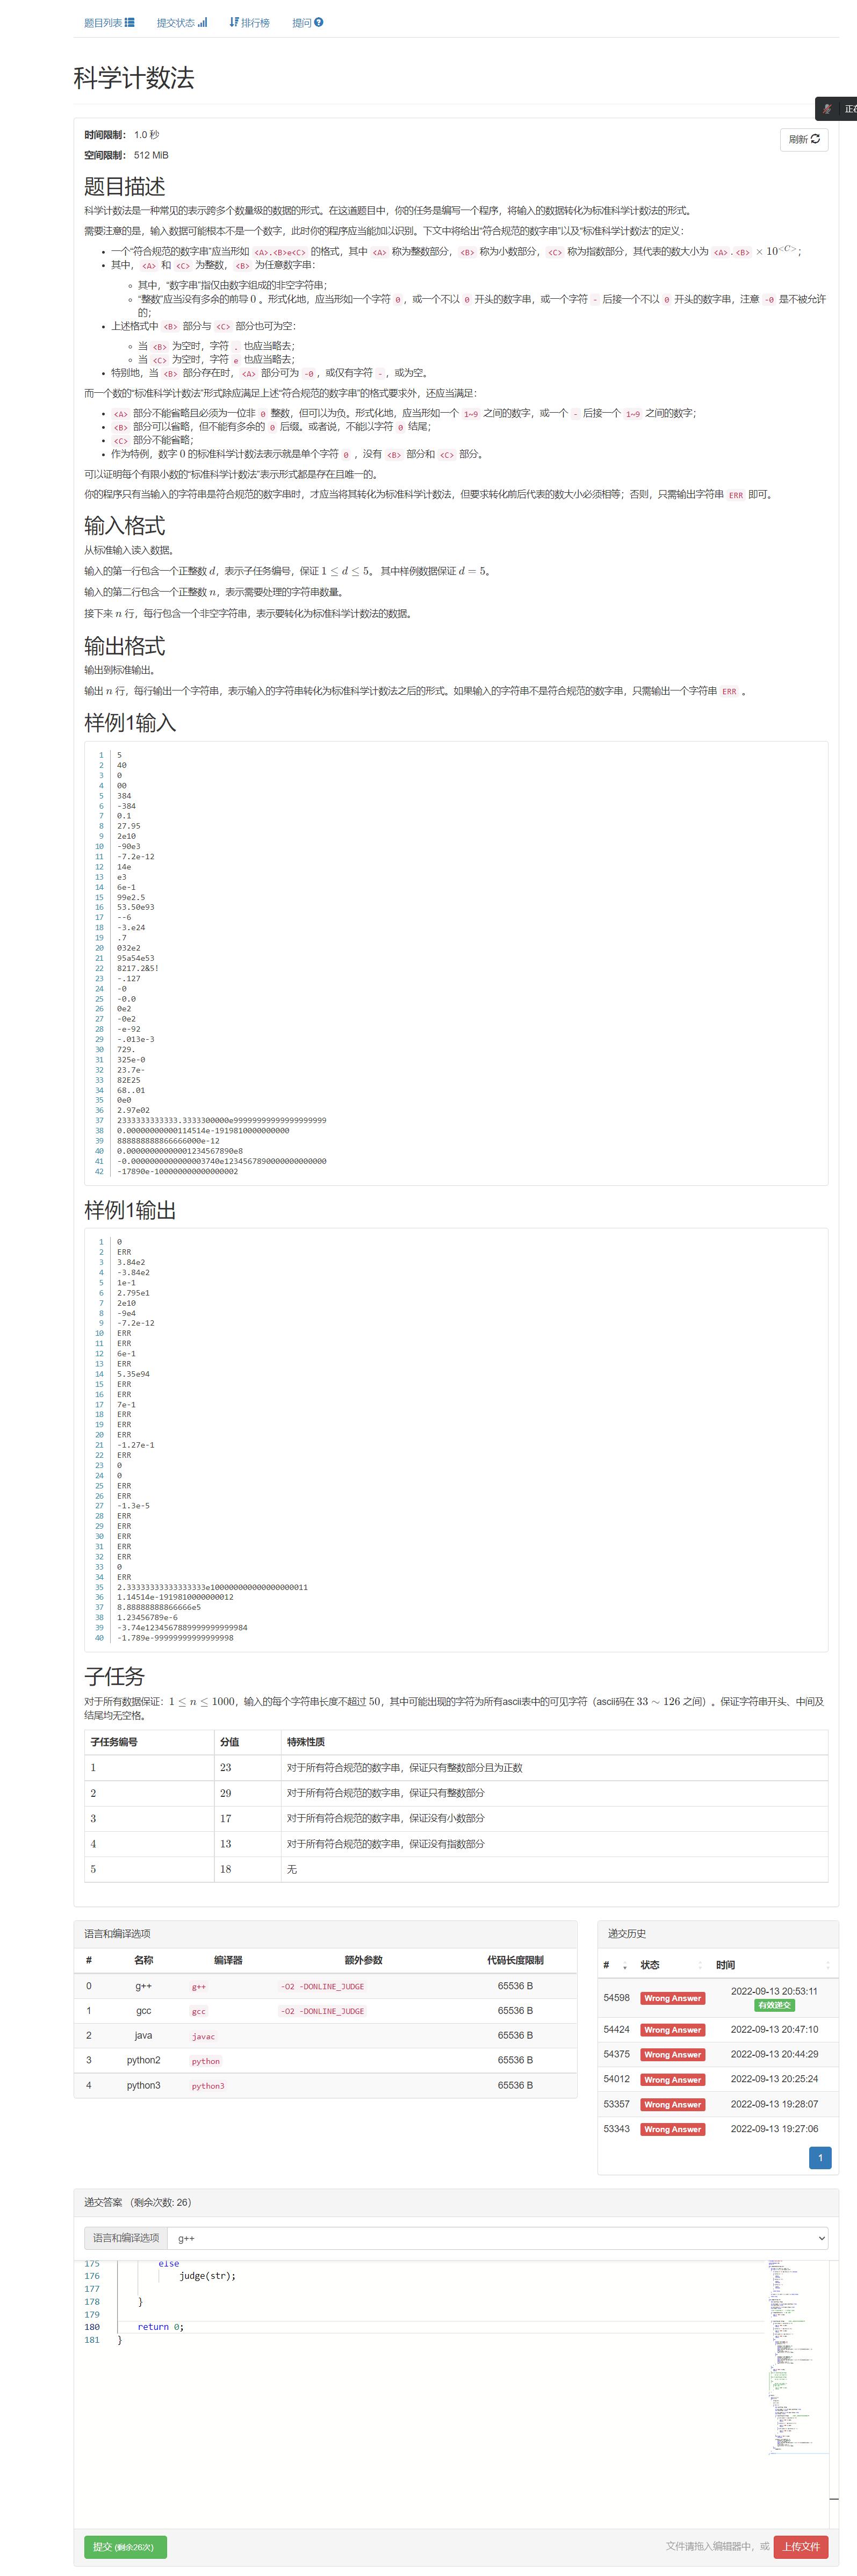 题目列表 提交状态 排行榜 提问
科学计数法
正在
时间限制： 1.0 秒
刷新
空间限制： 512 MiB
题目描述
科学计数法是一种常见的表示跨多个数量级的数据的形式。在这道题目中，你的任务是编写一个程序，将输入的数据转化为标准科学计数法的形式。
需要注意的是，输入数据可能根本不是一个数字，此时你的程序应当能加以识别。下文中将给出“符合规范的数字串”以及“标准科学计数法”的定义：
一个“符合规范的数字串”应当形如 <A>.<B>e<C> 的格式，其中 <A> 称为整数部分， <B> 称为小数部分， <C> 称为指数部分，其代表的数大小为 <A>.<B> × 10^<C>；
其中， <A> 和 <C> 为整数， <B> 为任意数字串：
其中，“数字串”指仅由数字组成的非空字符串；
“整数”应当没有多余的前导 0 。形式化地，应当形如一个字符 0 ，或一个不以 0 开头的数字串，或一个字符 - 后接一个不以 0 开头的数字串，注意 -0 是不被允许
的；
上述格式中 <B> 部分与 <C> 部分也可为空：
当 <B> 为空时，字符 . 也应当略去；
当 <C> 为空时，字符 e 也应当略去；
特别地，当 <B> 部分存在时， <A> 部分可为 -0 ，或仅有字符 - ，或为空。
而一个数的“标准科学计数法”形式除应满足上述“符合规范的数字串”的格式要求外，还应当满足：
<A> 部分不能省略且必须为一位非 0 整数，但可以为负。形式化地，应当形如一个 1~9 之间的数字，或一个 - 后接一个 1~9 之间的数字；
<B> 部分可以省略，但不能有多余的 0 后缀。或者说，不能以字符 0 结尾；
<C> 部分不能省略；
作为特例，数字 0 的标准科学计数法表示就是单个字符 0 ，没有 <B> 部分和 <C> 部分。
可以证明每个有限小数的“标准科学计数法”表示形式都是存在且唯一的。
你的程序只有当输入的字符串是符合规范的数字串时，才应当将其转化为标准科学计数法，但要求转化前后代表的数大小必须相等；否则，只需输出字符串 ERR 即可。
输入格式
从标准输入读入数据。
输入的第一行包含一个正整数 d，表示子任务编号，保证 1 ≤ d ≤ 5。 其中样例数据保证 d = 5。
输入的第二行包含一个正整数 n，表示需要处理的字符串数量。
接下来 n 行，每行包含一个非空字符串，表示要转化为标准科学计数法的数据。
输出格式
输出到标准输出。
输出 n 行，每行输出一个字符串，表示输入的字符串转化为标准科学计数法之后的形式。如果输入的字符串不是符合规范的数字串，只需输出一个字符串 ERR 。
样例1输入
1 5
2 40
3 0
4 00
5 384
6 -384
7 0.1
8 27.95
9 2e10
10 -90e3
11 -7.2e-12
12 14e
13 e3
14 6e-1
15 99e2.5
16 53.50e93
17 --6
18 -3.e24
19 .7
20 032e2
21 95a54e53
22 8217.2&5!
23 -.127
24 -0
25 -0.0
26 0e2
27 -0e2
28 -e-92
29 -.013e-3
30 729.
31 325e-0
32 23.7e-
33 82E25
34 68..01
35 0e0
36 2.97e02
37 2333333333333.3333300000e99999999999999999999
38 0.00000000000114514e-1919810000000000
39 888888888866666000e-12
40 0.00000000000001234567890e8
41 -0.0000000000000003740e1234567890000000000000
42 -17890e-100000000000000002
样例1输出
1 0
2 ERR
3 3.84e2
4 -3.84e2
5 1e-1
6 2.795e1
7 2e10
8 -9e4
9 -7.2e-12
10 ERR
11 ERR
12 6e-1
13 ERR
14 5.35e94
15 ERR
16 ERR
17 7e-1
18 ERR
19 ERR
20 ERR
21 -1.27e-1
22 ERR
23 0
24 0
25 ERR
26 ERR
27 -1.3e-5
28 ERR
29 ERR
30 ERR
31 ERR
32 ERR
33 0
34 ERR
35 2.33333333333333333e100000000000000000011
36 1.14514e-1919810000000012
37 8.88888888866666e5
38 1.23456789e-6
39 -3.74e1234567889999999999984
40 -1.789e-99999999999999998
子任务
对于所有数据保证：1 ≤ n ≤ 1000，输入的每个字符串长度不超过 50，其中可能出现的字符为所有ascii表中的可见字符（ascii码在 33 ∼ 126 之间）。保证字符串开头、中间及
结尾均无空格。
子任务编号 分值 特殊性质
1 23 对于所有符合规范的数字串，保证只有整数部分且为正数
2 29 对于所有符合规范的数字串，保证只有整数部分
3 17 对于所有符合规范的数字串，保证没有小数部分
4 13 对于所有符合规范的数字串，保证没有指数部分
5 18 无
语言和编译选项
# 名称 编译器 额外参数 代码长度限制
0 g++ g++ -O2 -DONLINE_JUDGE 65536 B
1 gcc gcc -O2 -DONLINE_JUDGE 65536 B
2 java javac 65536 B
3 python2 python 65536 B
4 python3 python3 65536 B
递交历史
# 状态 时间
54598 Wrong Answer 2022-09-13 20:53:11
有效递交
54424 Wrong Answer 2022-09-13 20:47:10
54375 Wrong Answer 2022-09-13 20:44:29
54012 Wrong Answer 2022-09-13 20:25:24
53357 Wrong Answer 2022-09-13 19:28:07
53343 Wrong Answer 2022-09-13 19:27:06
1
递交答案 （剩余次数: 26）
语言和编译选项 g++
175 else
176 judge(str);
177
178 }
179
180 return 0;
181 }
提交 (剩余26次)
文件请拖入编辑器中，或 上传文件